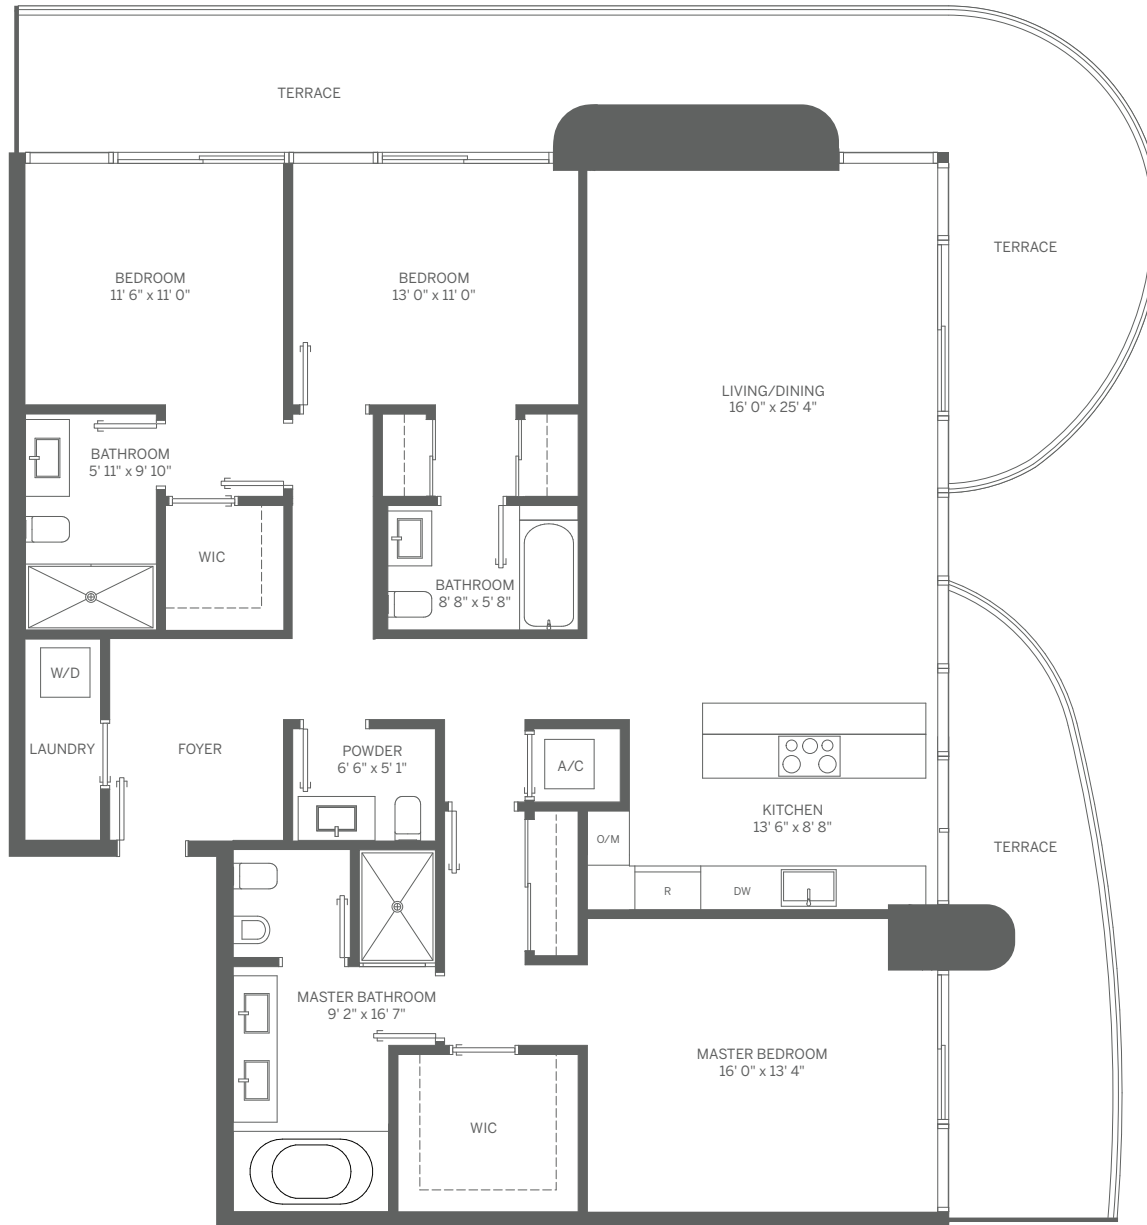 TERRACE
TERRACE
BEDROOM
11' 6" x 11' 0"
BEDROOM
13' 0" x 11' 0"
LIVING/DINING
16' 0" x 25' 4"
BATHROOM
5' 11" x 9' 10"
WIC
BATHROOM
8' 8" x 5' 8"
W/D
LAUNDRY
FOYER
POWDER
6' 6" x 5' 1"
A/C
KITCHEN
13' 6" x 8' 8"
O/M
R
DW
TERRACE
MASTER BATHROOM
9' 2" x 16' 7"
MASTER BEDROOM
16' 0" x 13' 4"
WIC